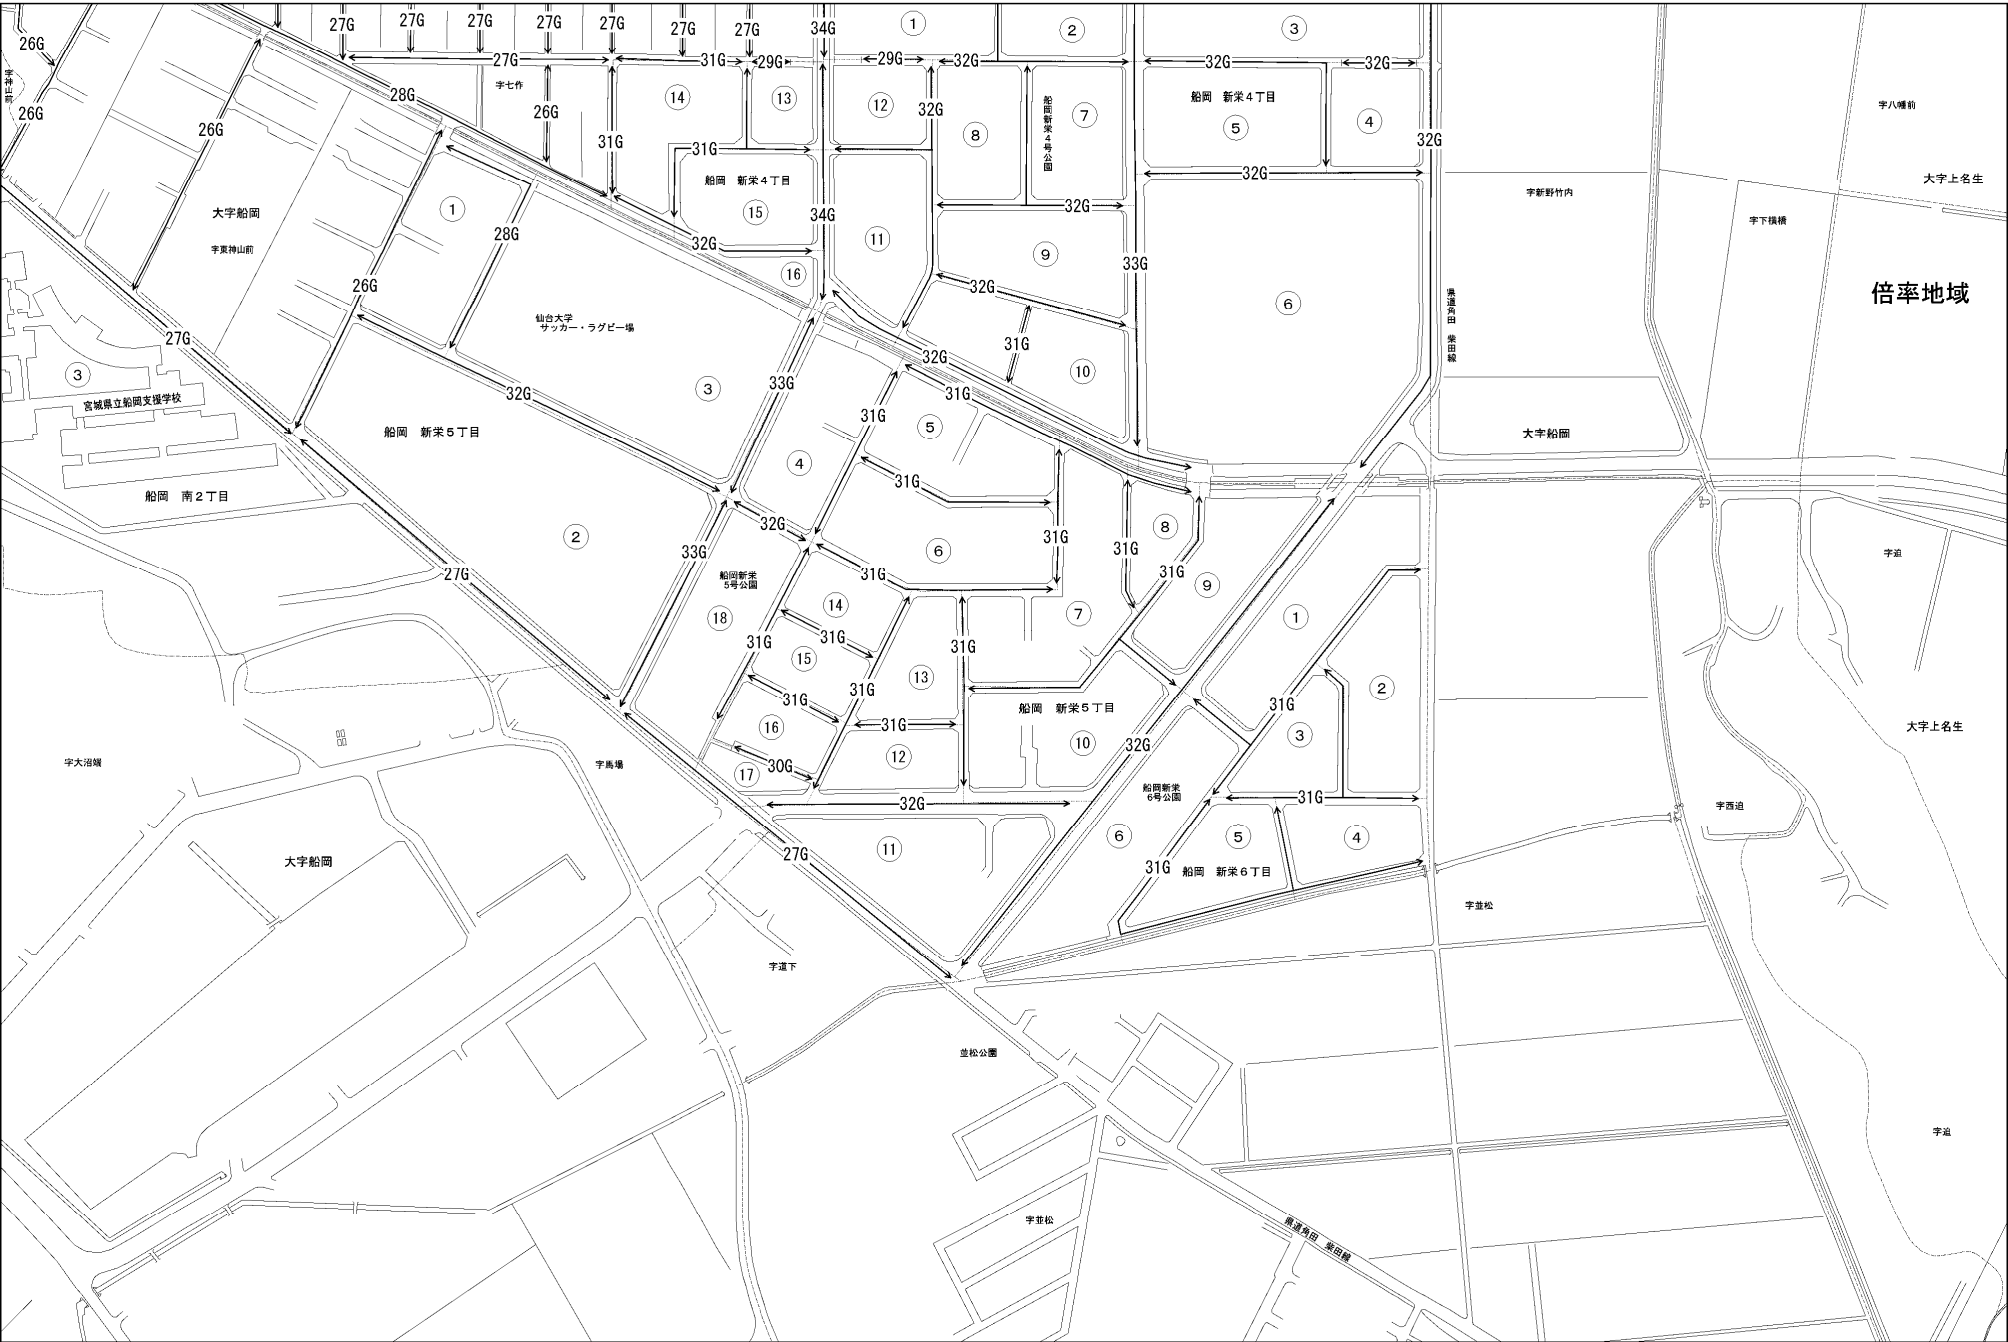 27G
27G
27G
27G
27G
27G
27G
34G
①
②
③
26G
字神山前
26G
27G
31G
29G
29G
32G
32G
32G
字七作
28G
26G
⑭
⑬
⑫
32G
⑧
船岡新栄4号公園
⑦
船岡 新栄4丁目
⑤
④
32G
字八幡前
26G
31G
31G
船岡 新栄4丁目
⑮
32G
大字上名生
字新野竹内
字下横橋
大字船岡
字東神山前
①
28G
34G
32G
⑪
32G
⑨
33G
⑯
26G
32G
⑥
倍率地域
県道角田 柴田線
仙台大学
サッカー・ラグビー場
27G
31G
32G
⑩
③
宮城県立船岡支援学校
32G
③
33G
31G
31G
⑤
船岡 新栄5丁目
大字船岡
④
31G
船岡 南2丁目
②
32G
⑧
33G
⑥
31G
31G
字迫
27G
船岡新栄
5号公園
31G
31G
⑨
⑱
⑭
⑦
①
31G
31G
31G
⑮
⑬
②
31G
31G
31G
船岡 新栄5丁目
31G
⑯
31G
③
大字上名生
⑫
⑩
32G
字大沼端
字馬場
⑰
30G
船岡新栄
6号公園
31G
32G
字西迫
⑪
⑥
⑤
④
27G
大字船岡
31G
船岡 新栄6丁目
字並松
字道下
並松公園
字迫
字並松
県道角田 柴田線